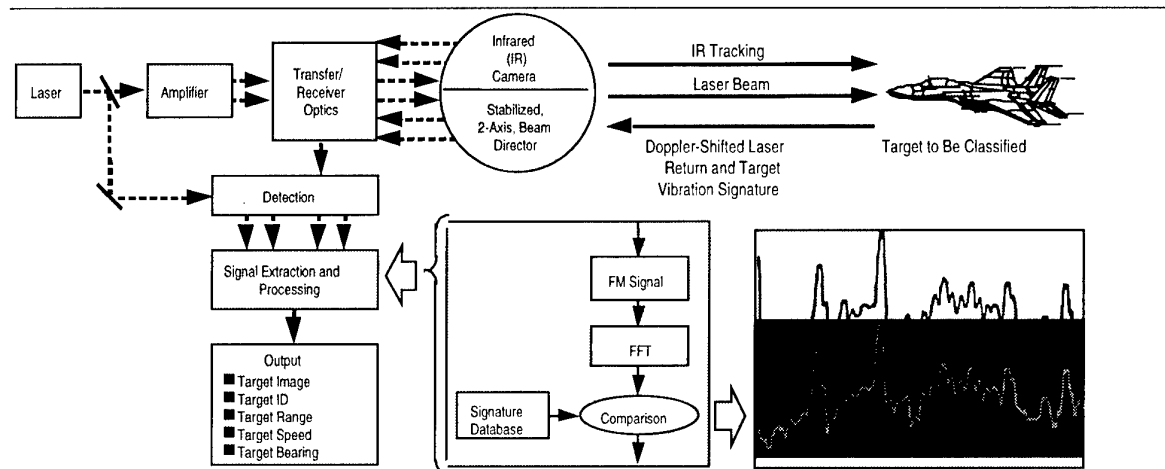 Laser
Amplifier
Transfer/
Receiver
Optics
Infrared
(IR)
Camera
Stabilized,
2-Axis, Beam
Director
IR Tracking
Laser Beam
Doppler-Shifted Laser
Return and Target
Vibration Signature
Target to Be Classified
Detection
Signal Extraction and
Processing
Output
Target Image
Target ID
Target Range
Target Speed
Target Bearing
FM Signal
FFT
Signature
Database
Comparison